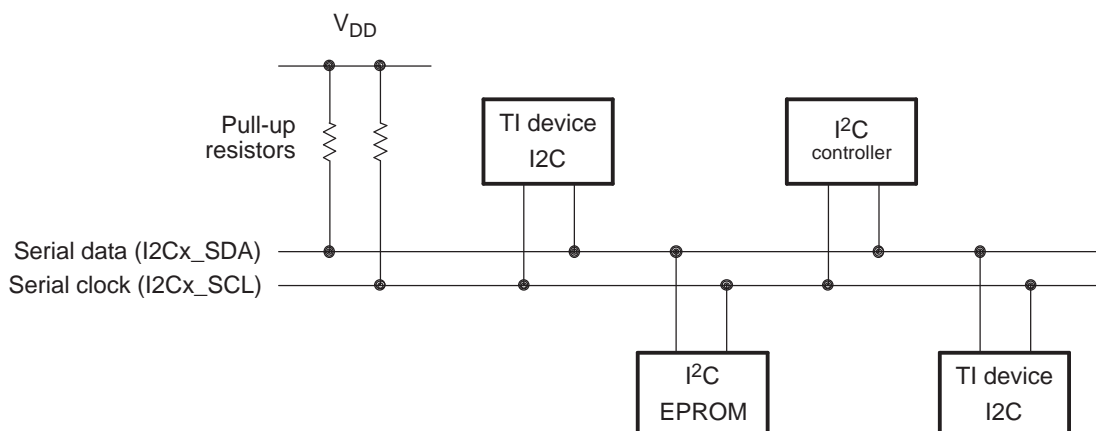 V_DD
Pull-up
resistors
TI device
I2C
I²C
controller
Serial data (I2Cx_SDA)
Serial clock (I2Cx_SCL)
I²C
EPROM
TI device
I2C